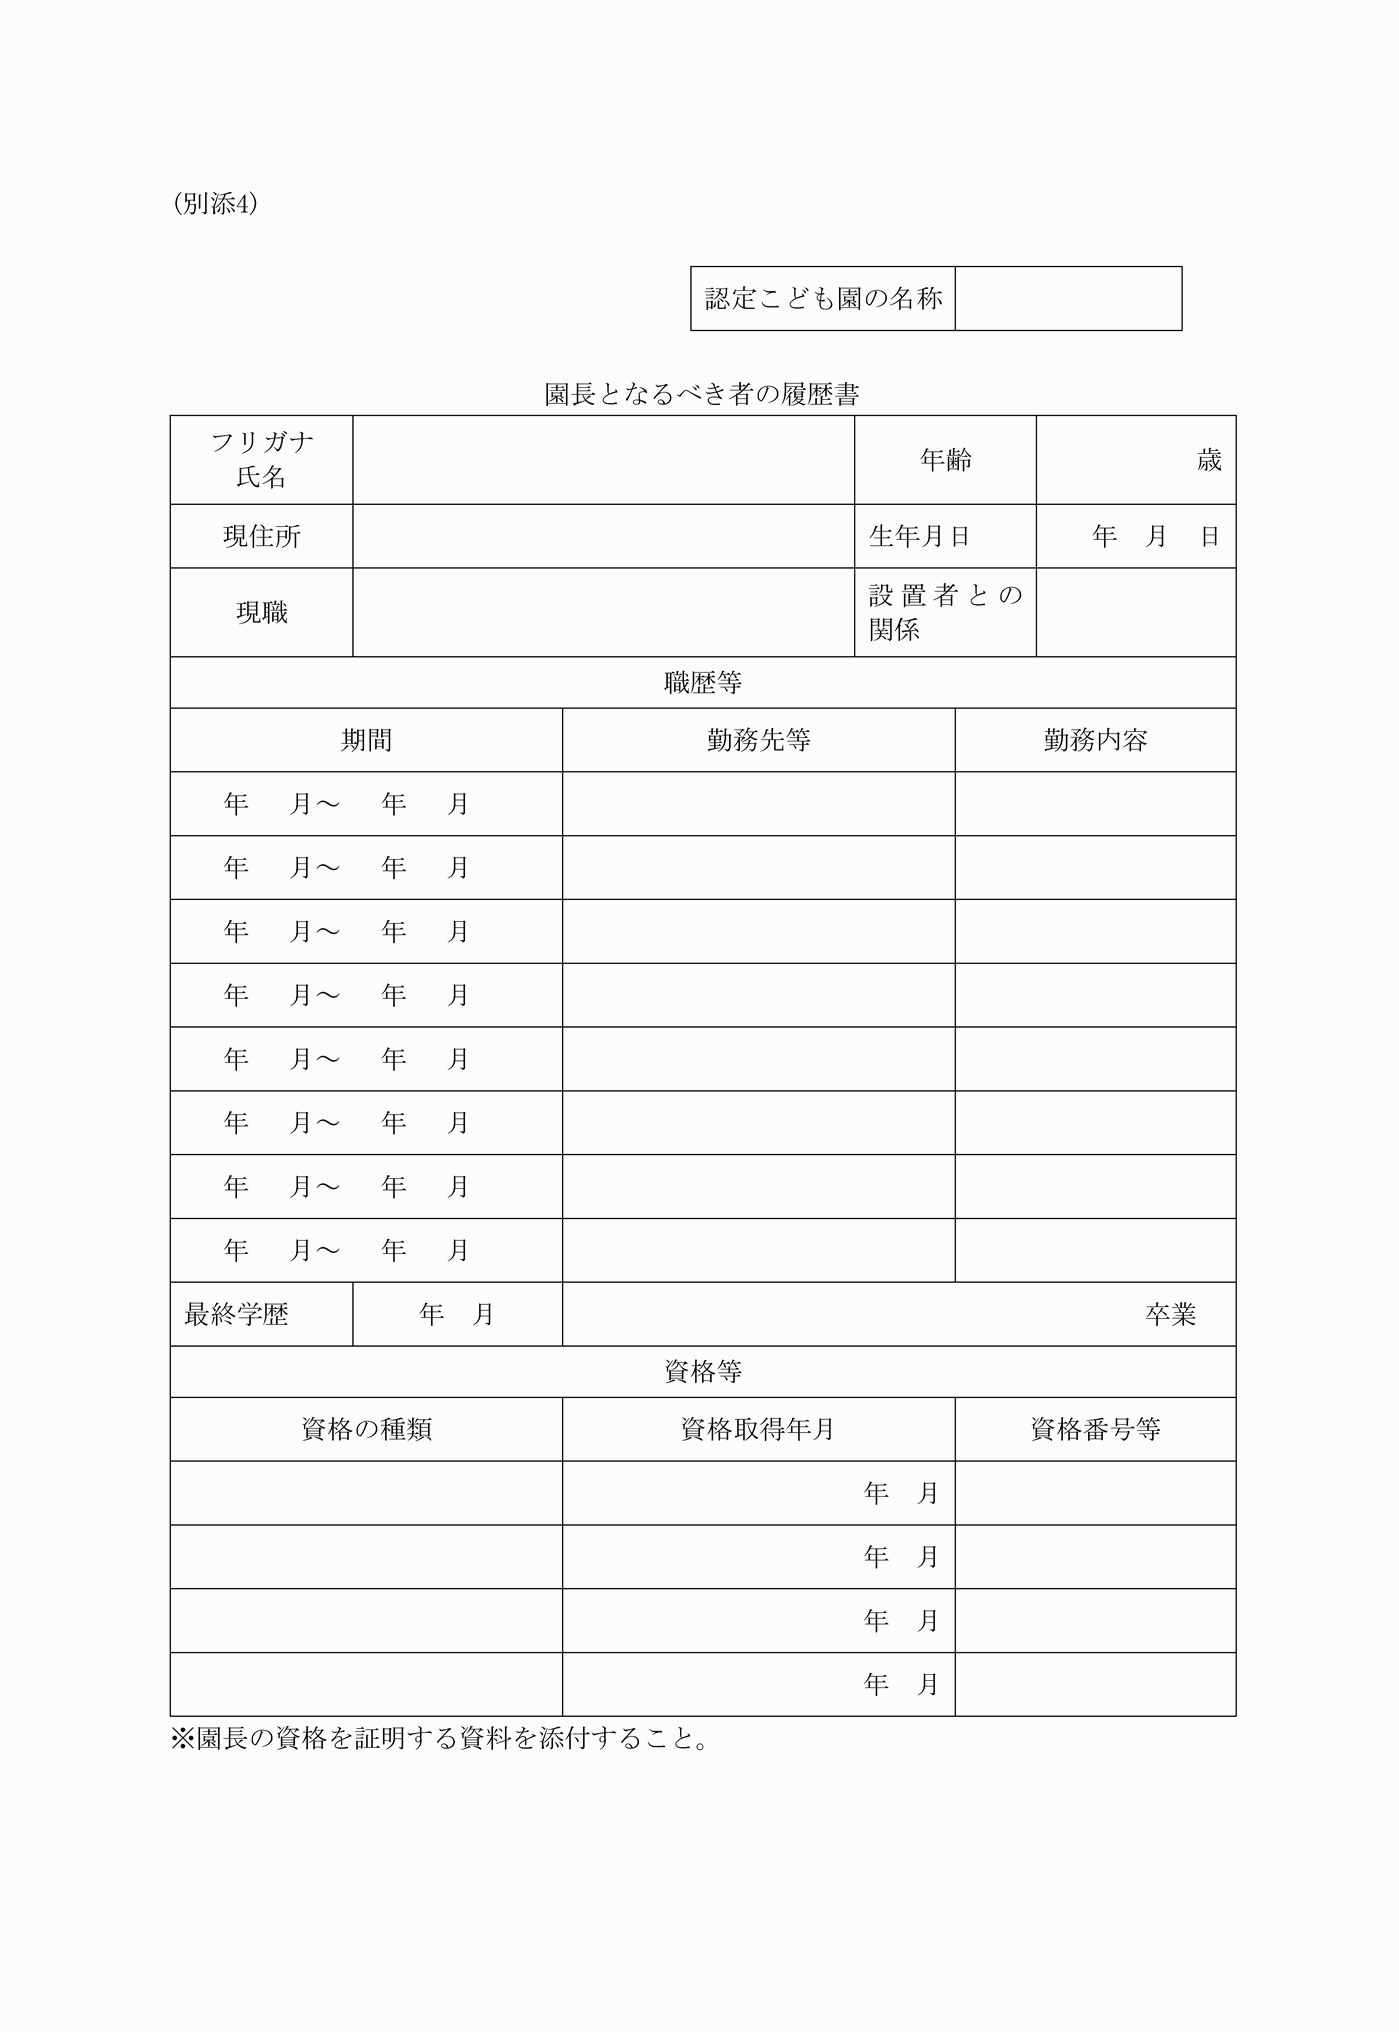 (別添4)
認定こども園の名称
園長となるべき者の履歴書
フリガナ
氏名
年齢
歳
現住所
生年月日
年 月 日
現職
設置者との
関係
職歴等
期間
勤務先等
勤務内容
年 月～ 年 月
年 月～ 年 月
年 月～ 年 月
年 月～ 年 月
年 月～ 年 月
年 月～ 年 月
年 月～ 年 月
年 月～ 年 月
最終学歴
年 月
卒業
資格等
資格の種類
資格取得年月
資格番号等
年 月
年 月
年 月
年 月
※園長の資格を証明する資料を添付すること。